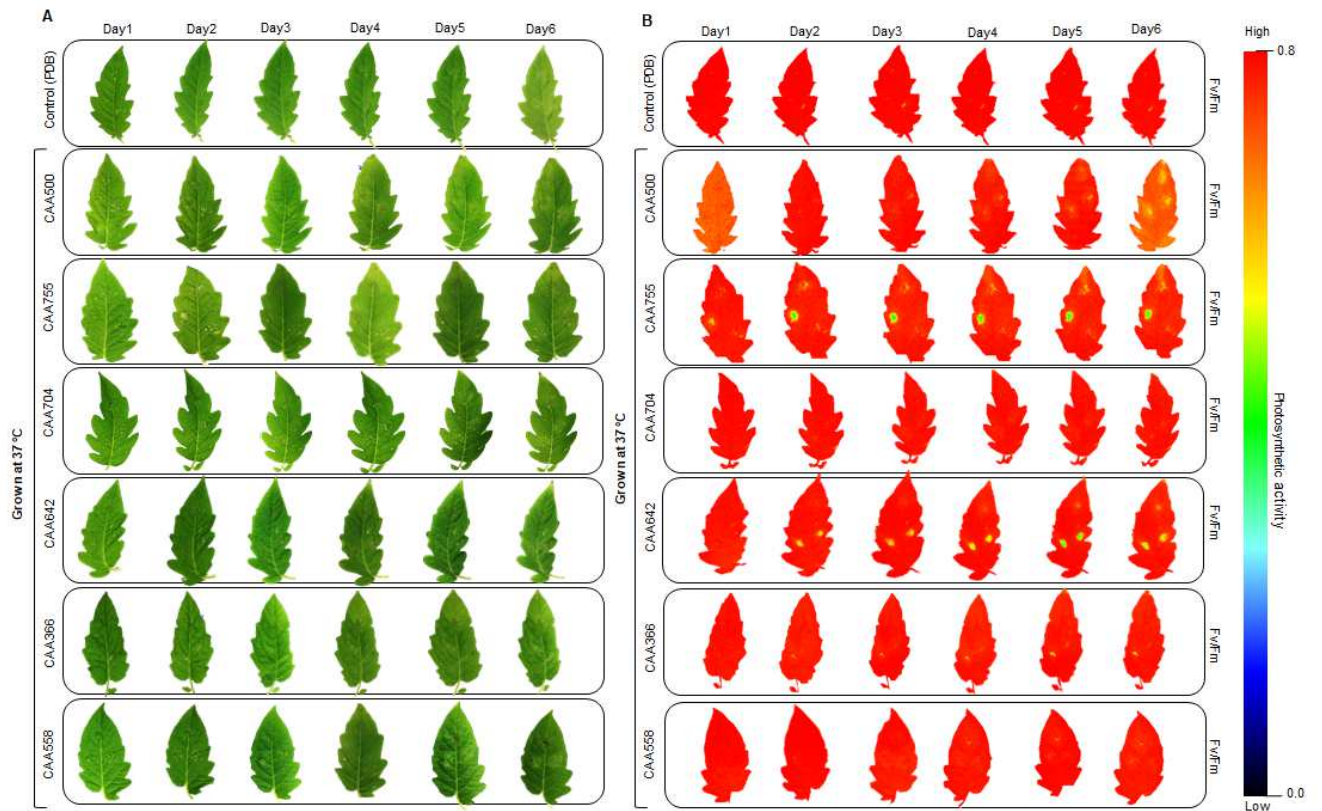 A
Day1 Day2 Day3 Day4 Day5 Day6
Control (PDB)
CAA500
CAA755
CAA704
CAA642
CAA366
CAA558
Grown at 37 ºC
B
Day1 Day2 Day3 Day4 Day5 Day6
Control (PDB)
CAA500
CAA755
CAA704
CAA642
CAA366
CAA558
Grown at 37 ºC
Fv/Fm
Fv/Fm
Fv/Fm
Fv/Fm
Fv/Fm
Fv/Fm
Fv/Fm
High
0.8
Photosynthetic activity
0.0
Low